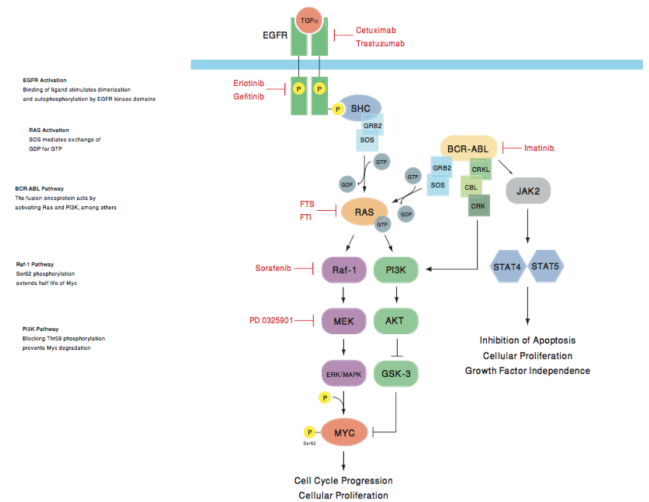 TGFα
EGFR
Cetuximab
Trastuzumab
EGFR Activation
Binding of ligand stimulates dimerization
and autophosphorylation by EGFR kinase domains
Erlotinib
Gefitinib
P
P
P
SHC
GRB2
SOS
RAS Activation
SOS mediates exchange of
GDP for GTP
BCR-ABL
Imatinib
GRB2
CRKL
SOS
CBL
CRK
JAK2
GTP
GDP
GTP
GDP
BCR-ABL Pathway
The fusion oncoprotein acts by
activating Ras and PI3K, among others
FTS
FTI
RAS
GTP
Raf-1 Pathway
Ser62 phosphorylation
extends half life of Myc
Sorafenib
Raf-1
PI3K
STAT4
STAT5
PD 0325901
MEK
AKT
PI3K Pathway
Blocking Thr58 phosphorylation
prevents Myc degradation
Inhibition of Apoptosis
Cellular Proliferation
Growth Factor Independence
ERK/MAPK
GSK-3
P
P
Ser62
MYC
Cell Cycle Progression
Cellular Proliferation